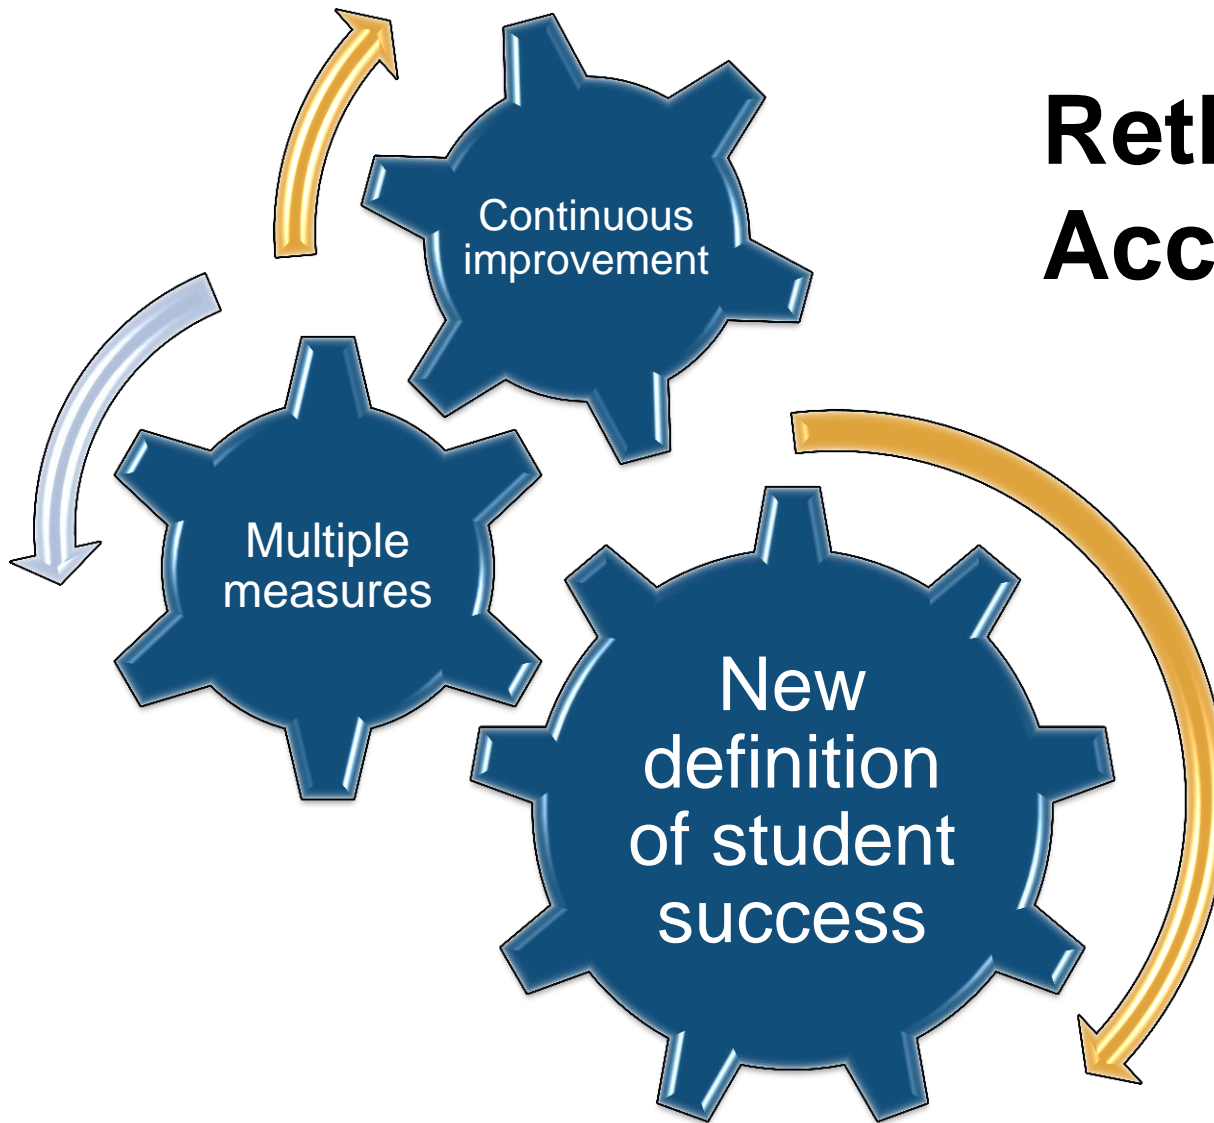 Continuous
improvement
Multiple
measures
New
definition
of student
success